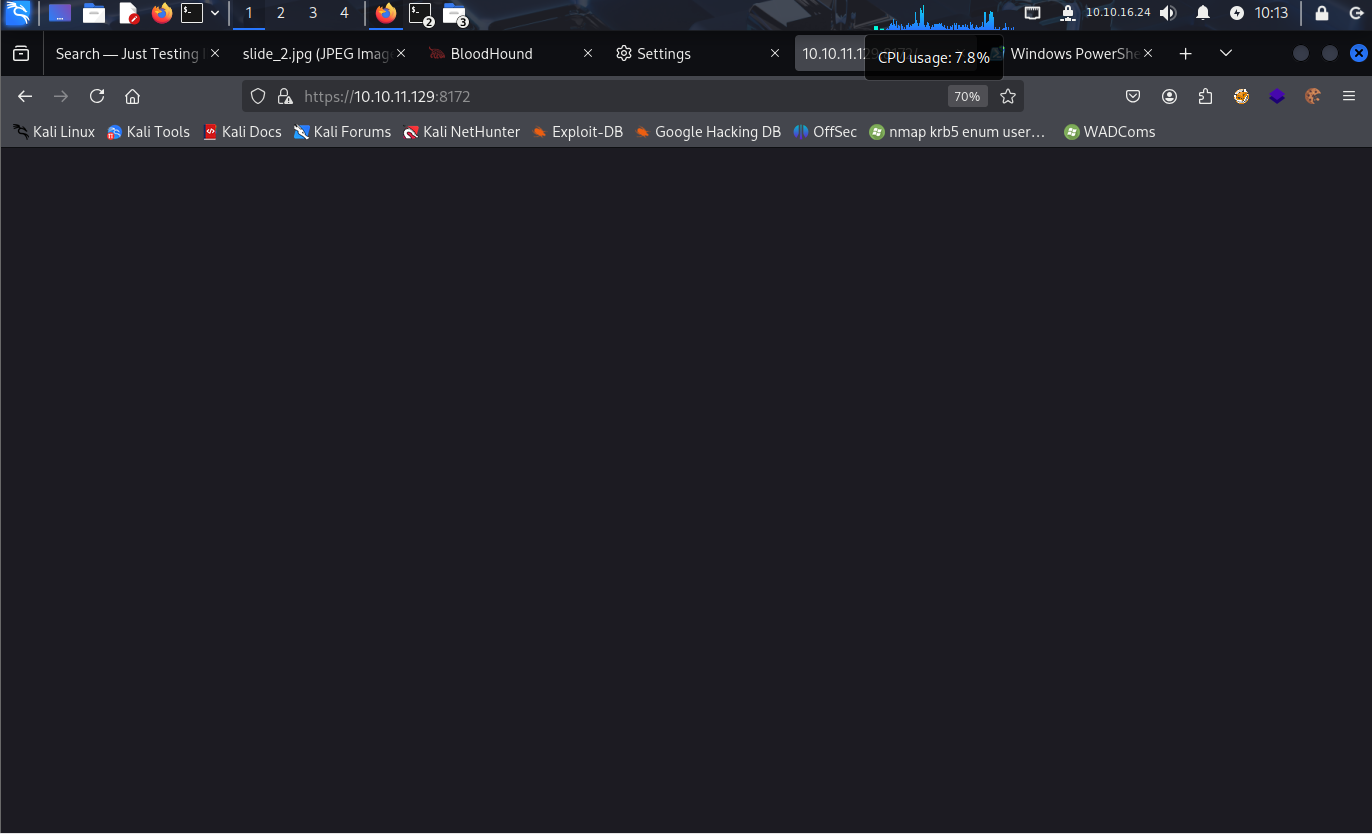 1 2 3 4 2 3 10.10.16.24 10:13
Search — Just Testing slide_2.jpg (JPEG Imag BloodHound Settings 10.10.11.129:8172/ Windows PowerShe
CPU usage: 7.8%
https://10.10.11.129:8172 70%
Kali Linux Kali Tools Kali Docs Kali Forums Kali NetHunter Exploit-DB Google Hacking DB OffSec nmap krb5 enum user… WADComs